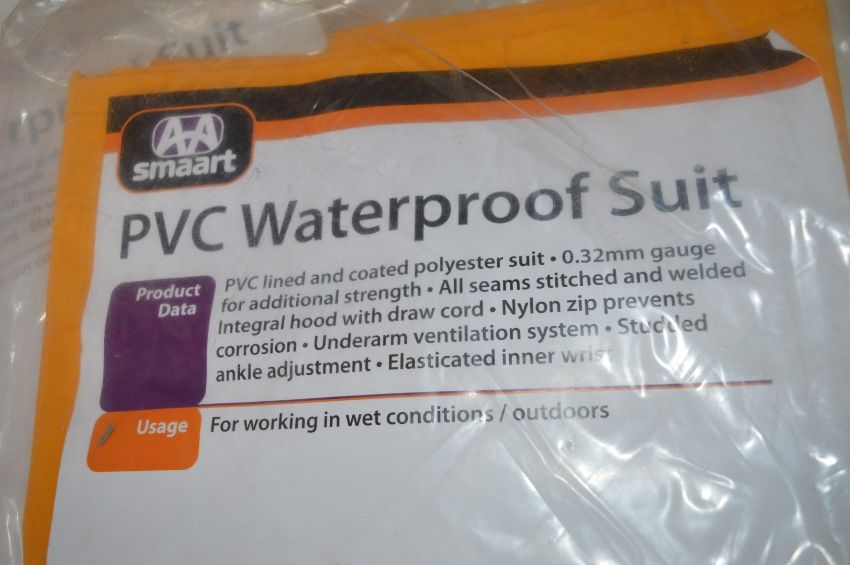 Suit
AA
smaart
PVC Waterproof Suit
Product
Data
PVC lined and coated polyester suit • 0.32mm gauge
for additional strength • All seams stitched and welded
Integral hood with draw cord • Nylon zip prevents
corrosion • Underarm ventilation system • Studded
ankle adjustment • Elasticated inner wrist
Usage
For working in wet conditions / outdoors